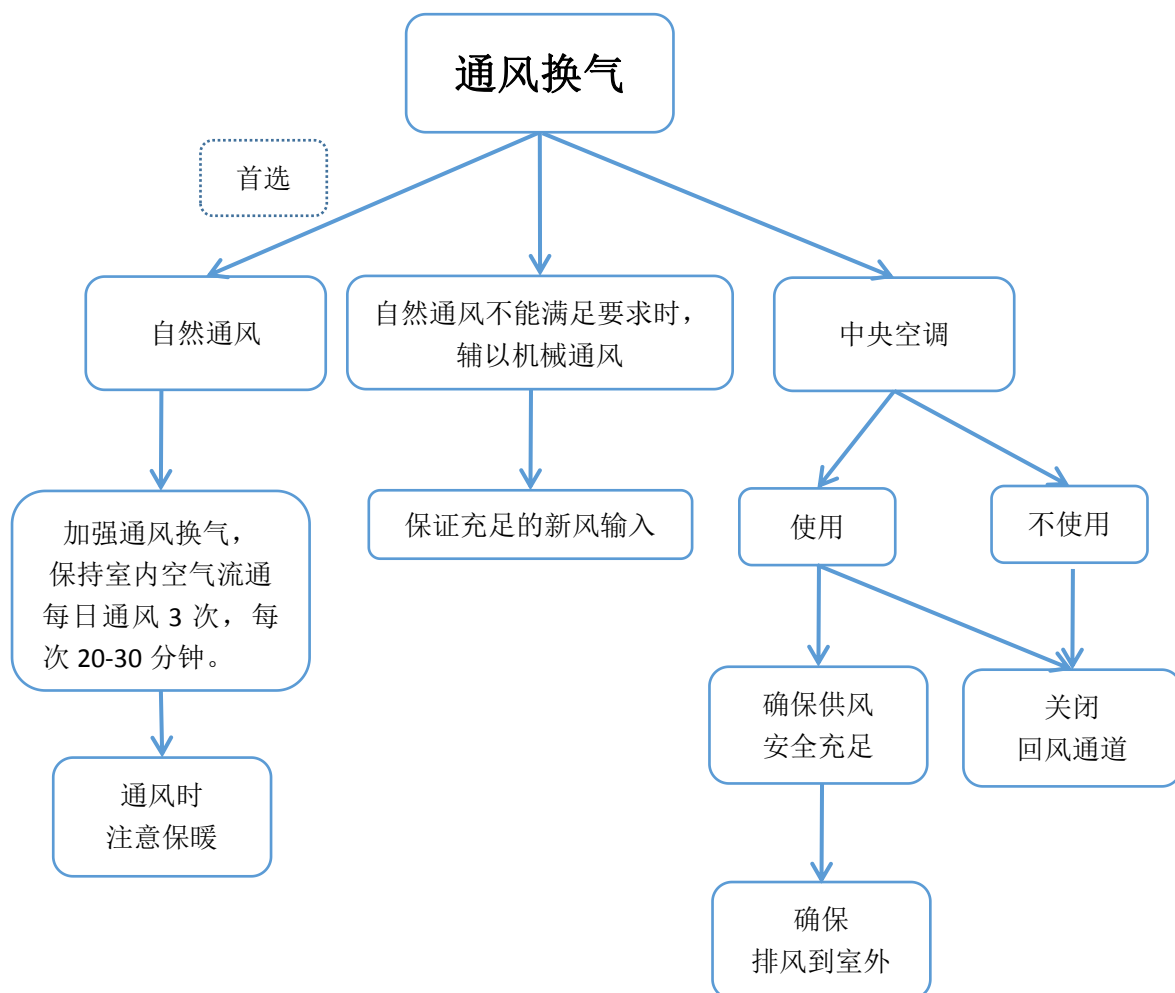 通风换气
首选
自然通风
自然通风不能满足要求时，
辅以机械通风
中央空调
加强通风换气，
保持室内空气流通
每日通风 3 次，每
次 20-30 分钟。
保证充足的新风输入
使用
不使用
通风时
注意保暖
确保供风
安全充足
关闭
回风通道
确保
排风到室外